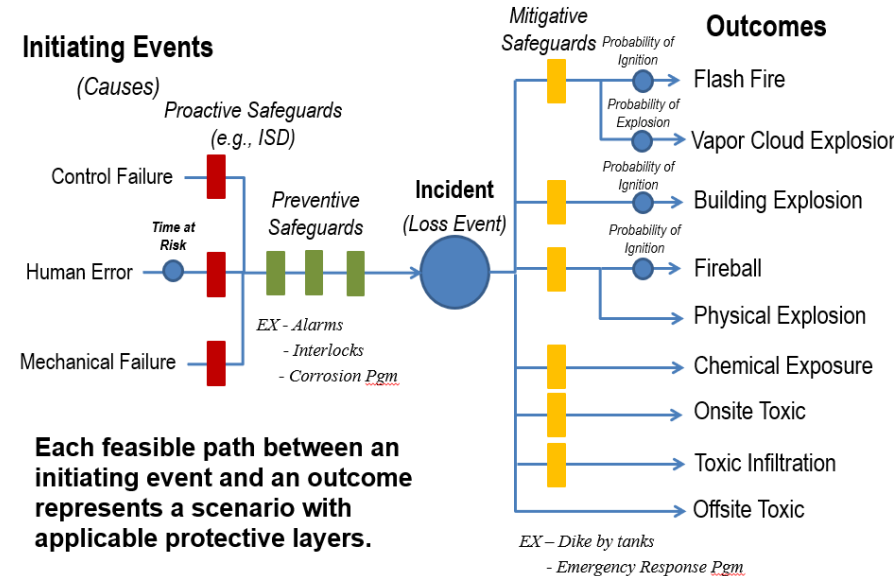 Initiating Events
(Causes)
Proactive Safeguards
(e.g., ISD)
Control Failure
Time at
Risk
Human Error
Mechanical Failure
Preventive
Safeguards
EX - Alarms
- Interlocks
- Corrosion Pgm
Incident
(Loss Event)
Mitigative
Safeguards
Outcomes
Probability of
Ignition
Flash Fire
Probability of
Explosion
Vapor Cloud Explosion
Probability of
Ignition
Building Explosion
Probability of
Ignition
Fireball
Physical Explosion
Chemical Exposure
Onsite Toxic
Toxic Infiltration
Offsite Toxic
EX – Dike by tanks
- Emergency Response Pgm
Each feasible path between an
initiating event and an outcome
represents a scenario with
applicable protective layers.